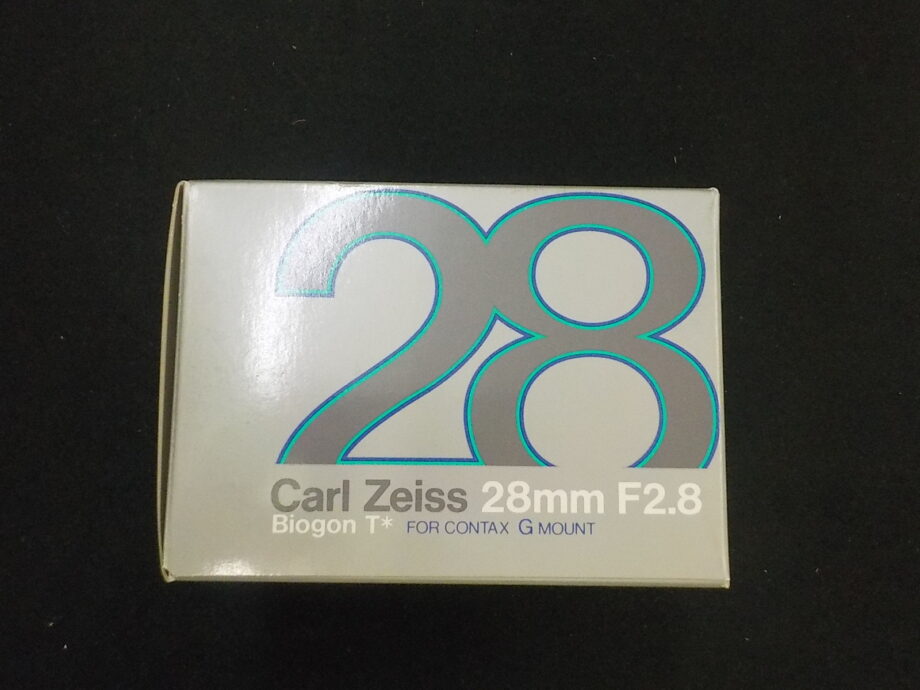 28
Carl Zeiss 28mm F2.8
Biogon T* FOR CONTAX G MOUNT